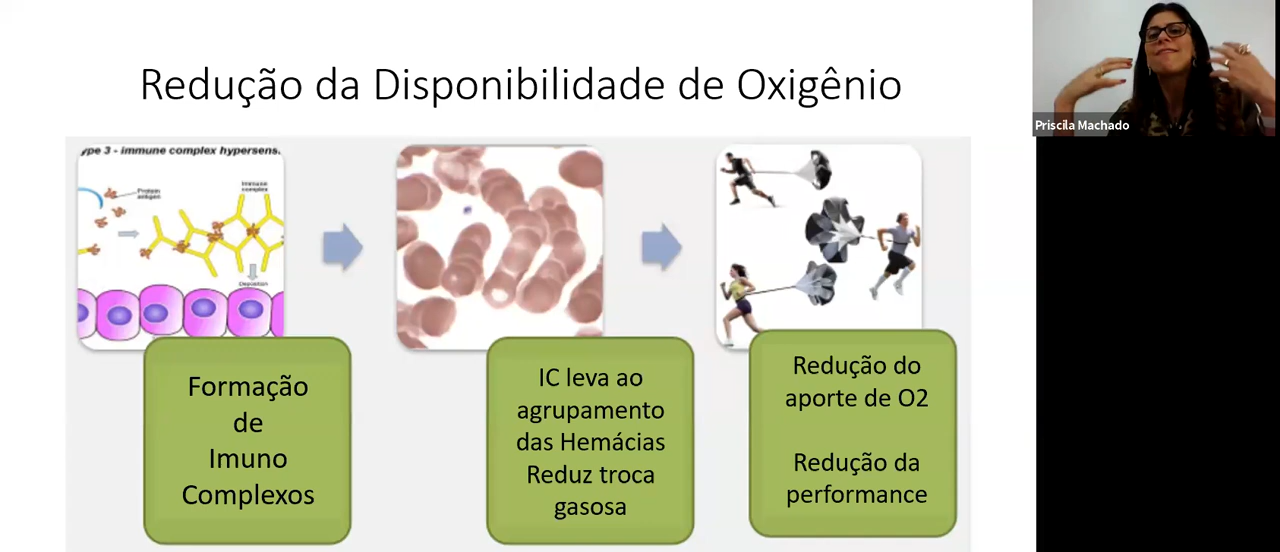 Redução da Disponibilidade de Oxigênio
Priscila Machado
ype 3 - immune complex hypersens.
Protein
antigen
Immune
complex
Deposition
Formação
de
Imuno
Complexos
IC leva ao
agrupamento
das Hemácias
Reduz troca
gasosa
Redução do
aporte de O2
Redução da
performance